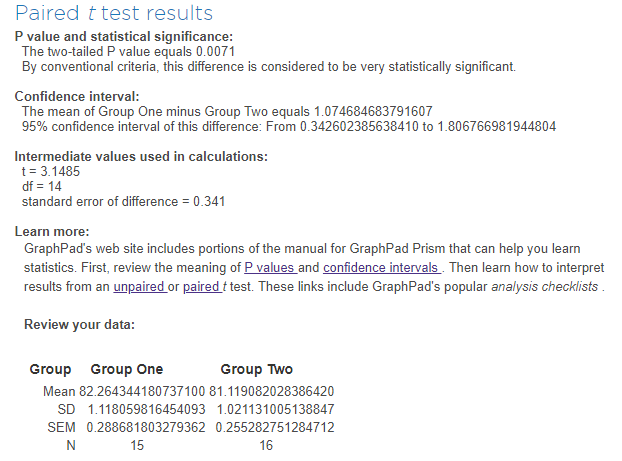 Paired t test results
P value and statistical significance:
The two-tailed P value equals 0.0071
By conventional criteria, this difference is considered to be very statistically significant.
Confidence interval:
The mean of Group One minus Group Two equals 1.074684683791607
95% confidence interval of this difference: From 0.342602385638410 to 1.806766981944804
Intermediate values used in calculations:
t = 3.1485
df = 14
standard error of difference = 0.341
Learn more:
GraphPad's web site includes portions of the manual for GraphPad Prism that can help you learn
statistics. First, review the meaning of P values and confidence intervals . Then learn how to interpret
results from an unpaired or paired t test. These links include GraphPad's popular analysis checklists .
Review your data:
Group Group One Group Two
Mean 82.264344180737100 81.119082028386420
SD 1.118059816454093 1.021131005138847
SEM 0.288681803279362 0.255282751284712
N 15 16